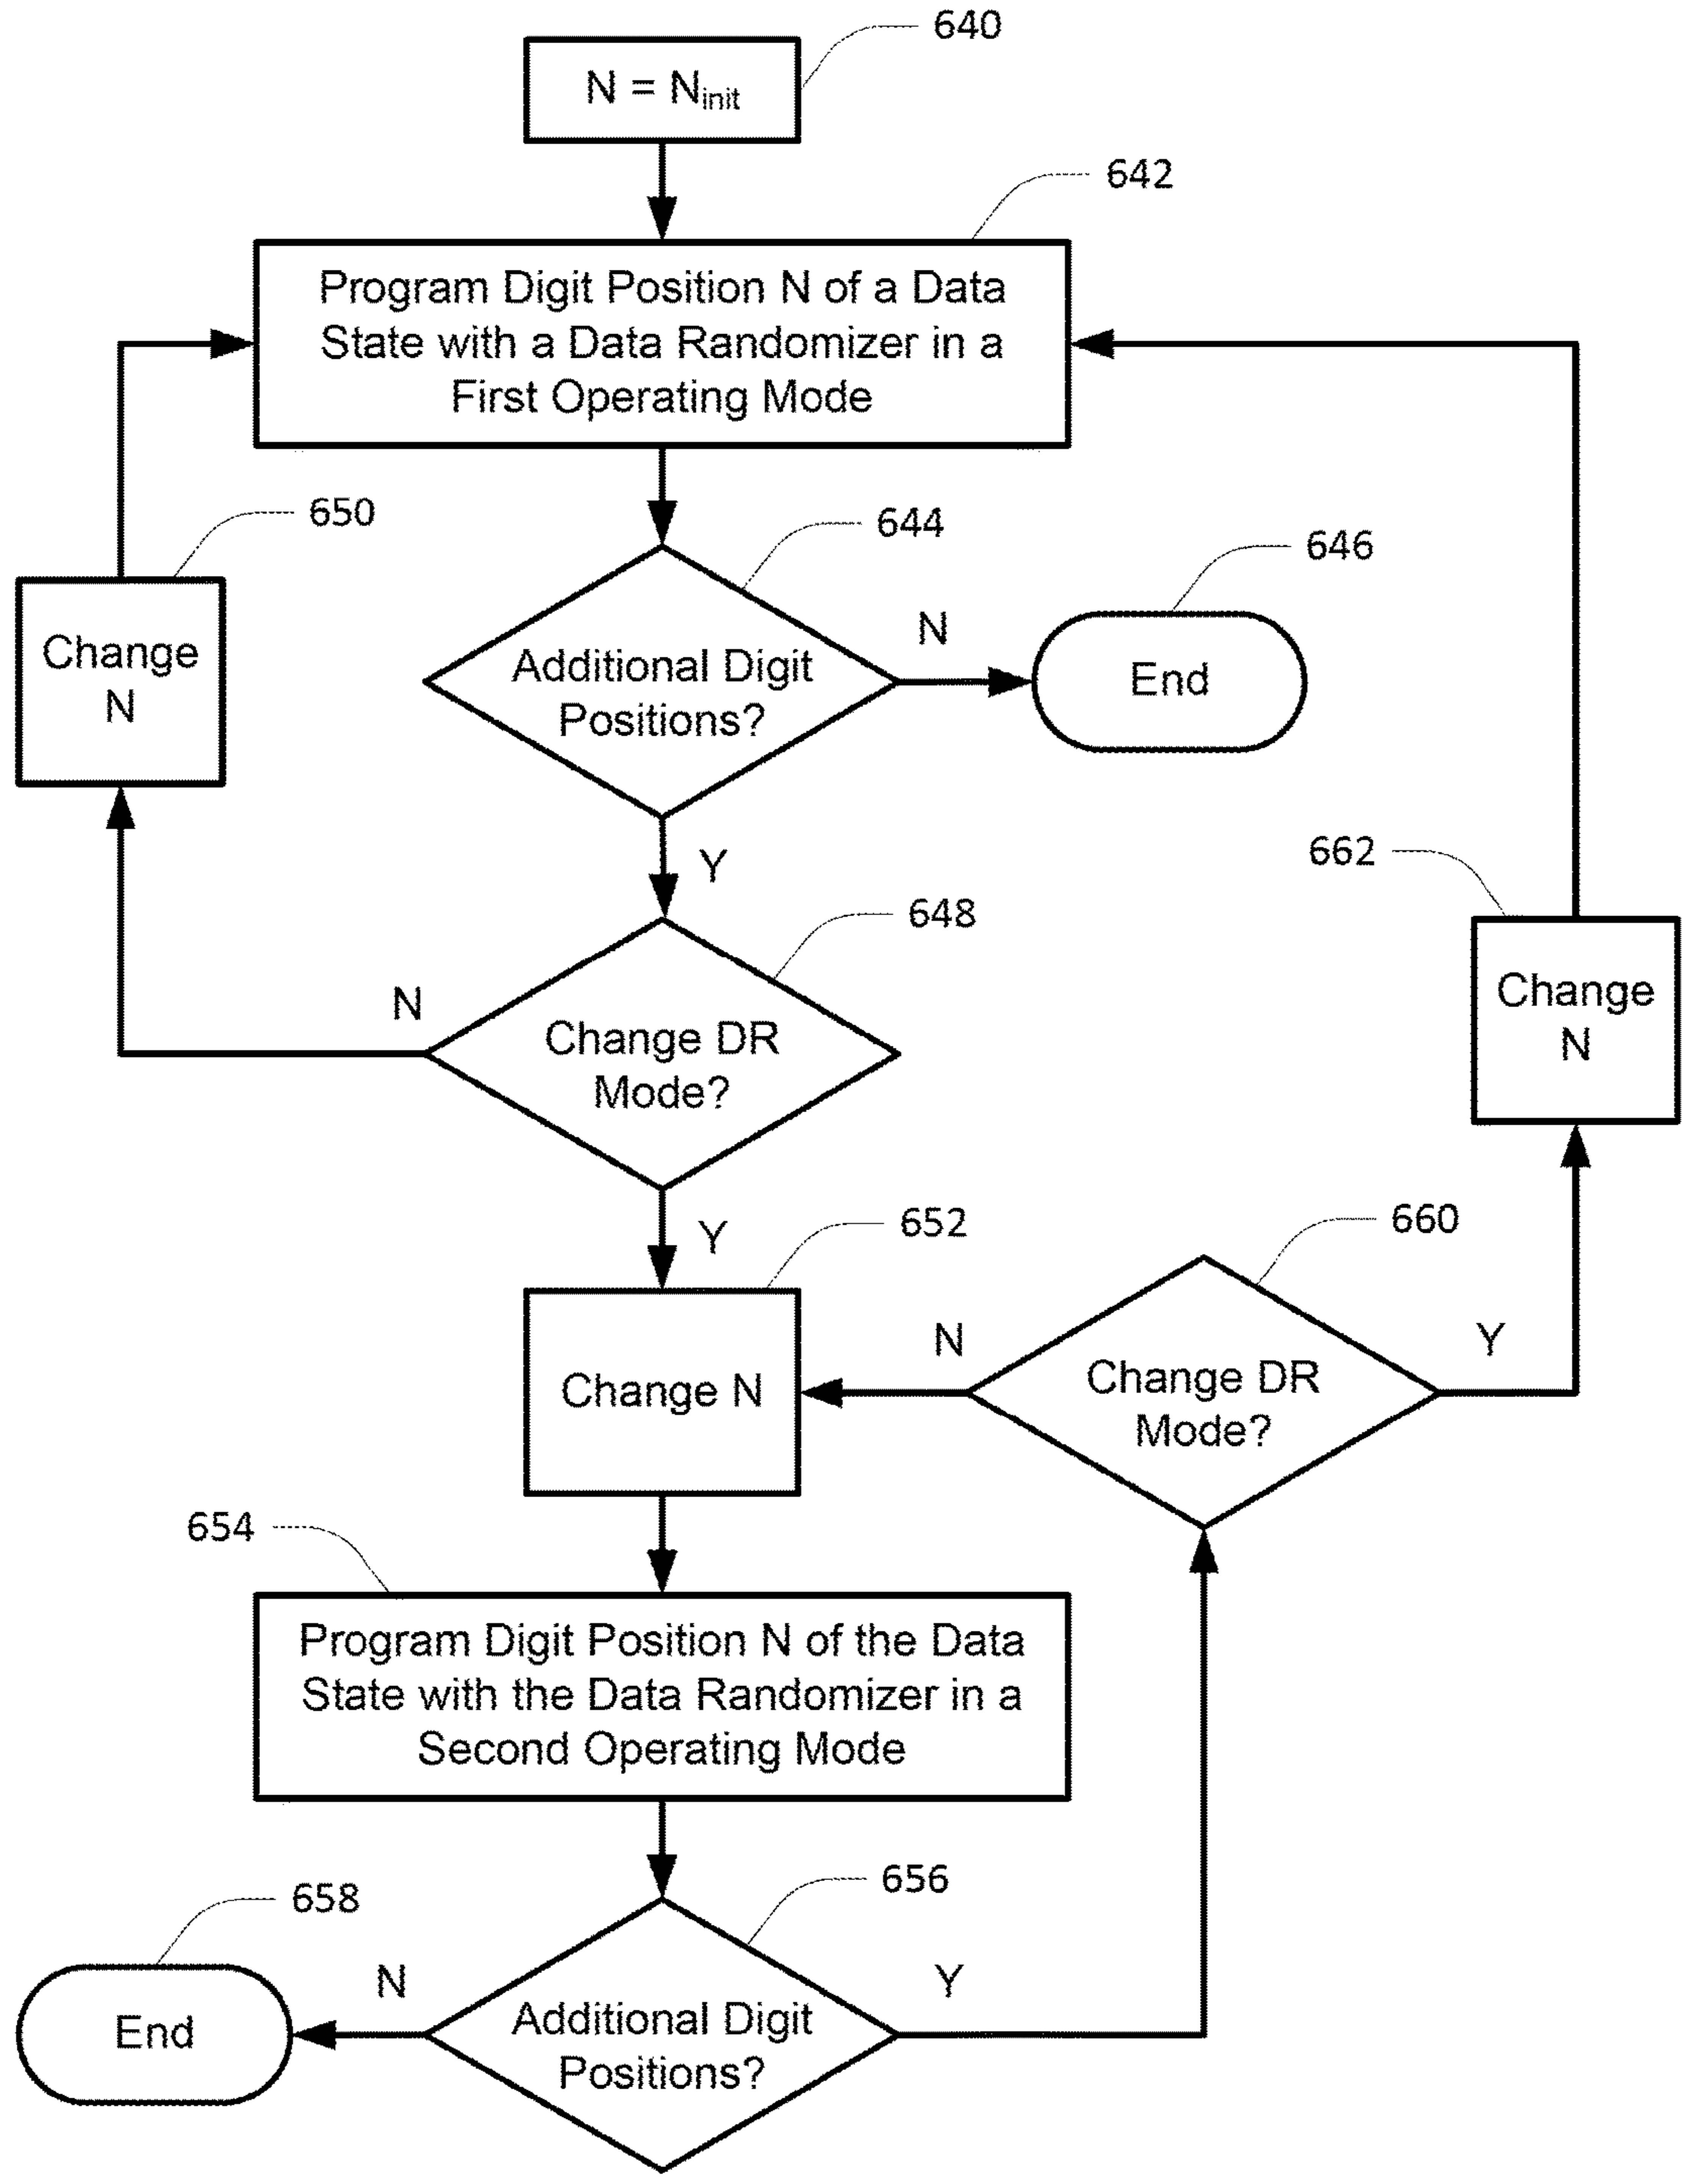 640
N = Ninit
642
Program Digit Position N of a Data
State with a Data Randomizer in a
First Operating Mode
650
644
646
Change
N
Additional Digit
Positions?
N
End
Y
662
648
N
Change DR
Mode?
Change
N
Y
652
660
Change N
N
Change DR
Mode?
Y
654
Program Digit Position N of the Data
State with the Data Randomizer in a
Second Operating Mode
656
658
N
Y
End
Additional Digit
Positions?